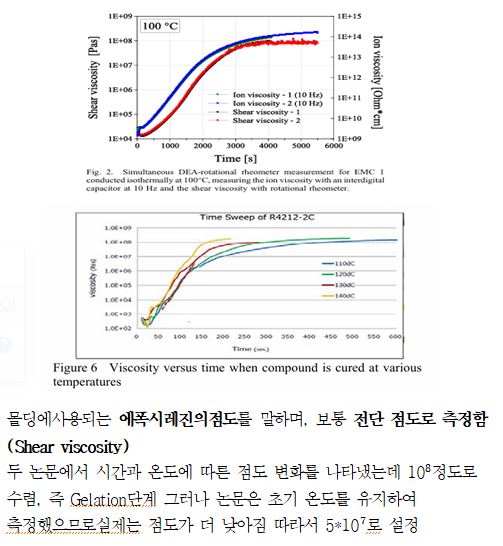 1E+09
1E+08
1E+07
1E+06
1E+05
1E+04
Shear viscosity [Pas]
100 °C
Ion viscosity - 1 (10 Hz)
Ion viscosity - 2 (10 Hz)
Shear viscosity - 1
Shear viscosity - 2
1E+15
1E+14
1E+13
1E+12
1E+11
1E+10
1E+09
Ion viscosity [Ohm*cm]
0 1000 2000 3000 4000 5000 6000
Time [s]
Fig. 2. Simultaneous DEA-rotational rheometer measurement for EMC 1
conducted isothermally at 100°C, measuring the ion viscosity with an interdigital
capacitor at 10 Hz and the shear viscosity with rotational rheometer.
Time Sweep of R4212-2C
1.0E+09
1.0E+08
1.0E+07
1.0E+06
1.0E+05
1.0E+04
1.0E+03
1.0E+02
110dC
120dC
130dC
140dC
0 50 100 150 200 250 300 350 400 450 500 550 600
Time (sec.)
Figure 6 Viscosity versus time when compound is cured at various
temperatures
몰딩에사용되는 에폭시레진의점도를 말하며, 보통 전단 점도로 측정함
(Shear viscosity)
두 논문에서 시간과 온도에 따른 점도 변화를 나타냈는데 10⁸정도로
수렴, 즉 Gelation단계 그러나 논문은 초기 온도를 유지하여
측정했으므로실제는 점도가 더 낮아짐 따라서 5*10⁷로 설정